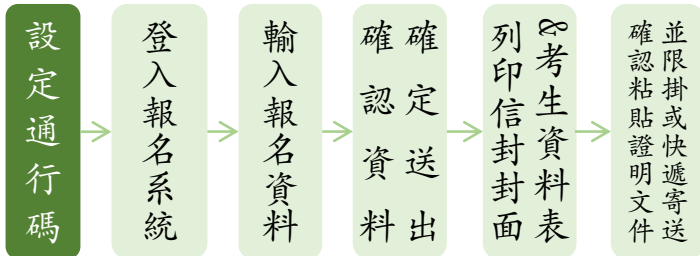 設定通行碼
登入報名系統
輸入報名資料
確認資料
確定送出
列印信封封面
&考生資料表
確認粘貼證明文件
並限掛或快遞寄送